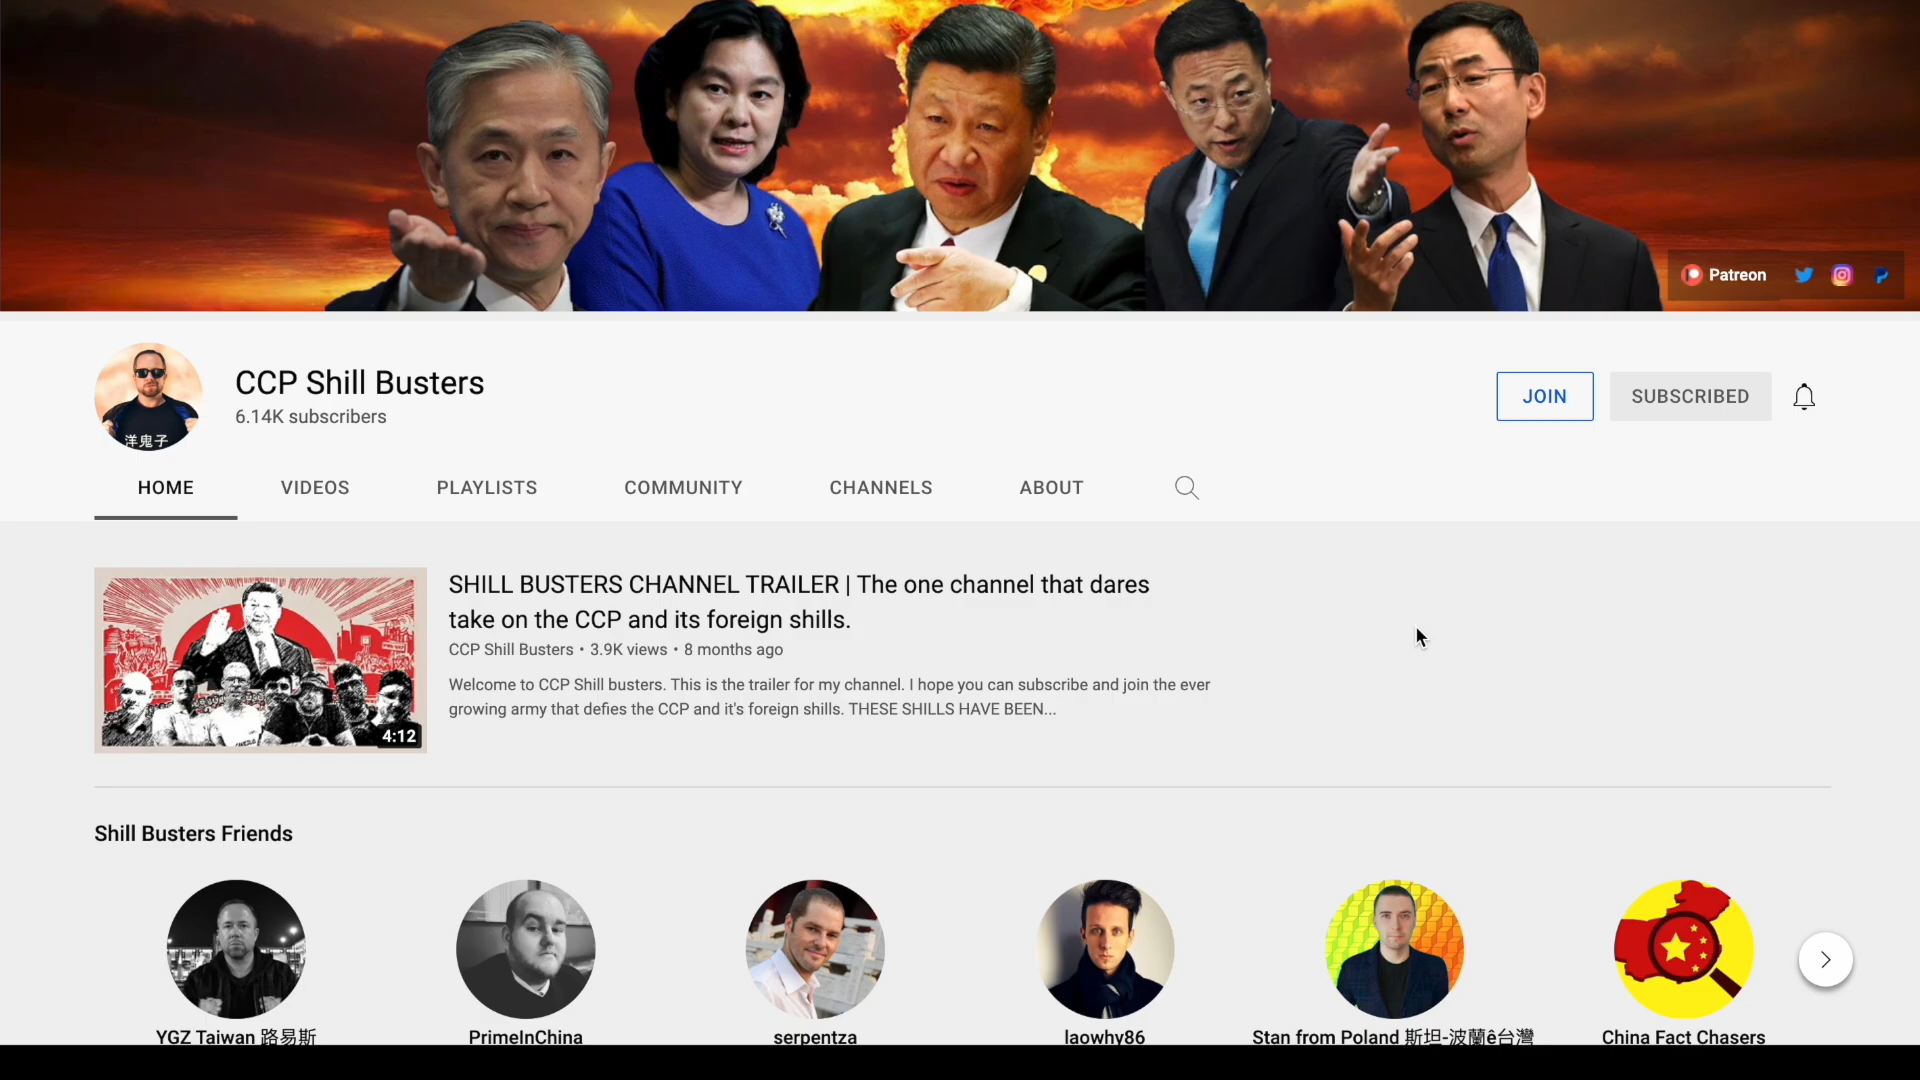 Patreon
洋鬼子
CCP Shill Busters
6.14K subscribers
JOIN
SUBSCRIBED
HOME
VIDEOS
PLAYLISTS
COMMUNITY
CHANNELS
ABOUT
SHILL BUSTERS CHANNEL TRAILER | The one channel that dares
take on the CCP and its foreign shills.
CCP Shill Busters • 3.9K views • 8 months ago
Welcome to CCP Shill busters. This is the trailer for my channel. I hope you can subscribe and join the ever
growing army that defies the CCP and it's foreign shills. THESE SHILLS HAVE BEEN...
4:12
Shill Busters Friends
YGZ Taiwan 路易斯
PrimeInChina
serpentza
laowhy86
Stan from Poland 斯坦-波蘭ê台灣
China Fact Chasers